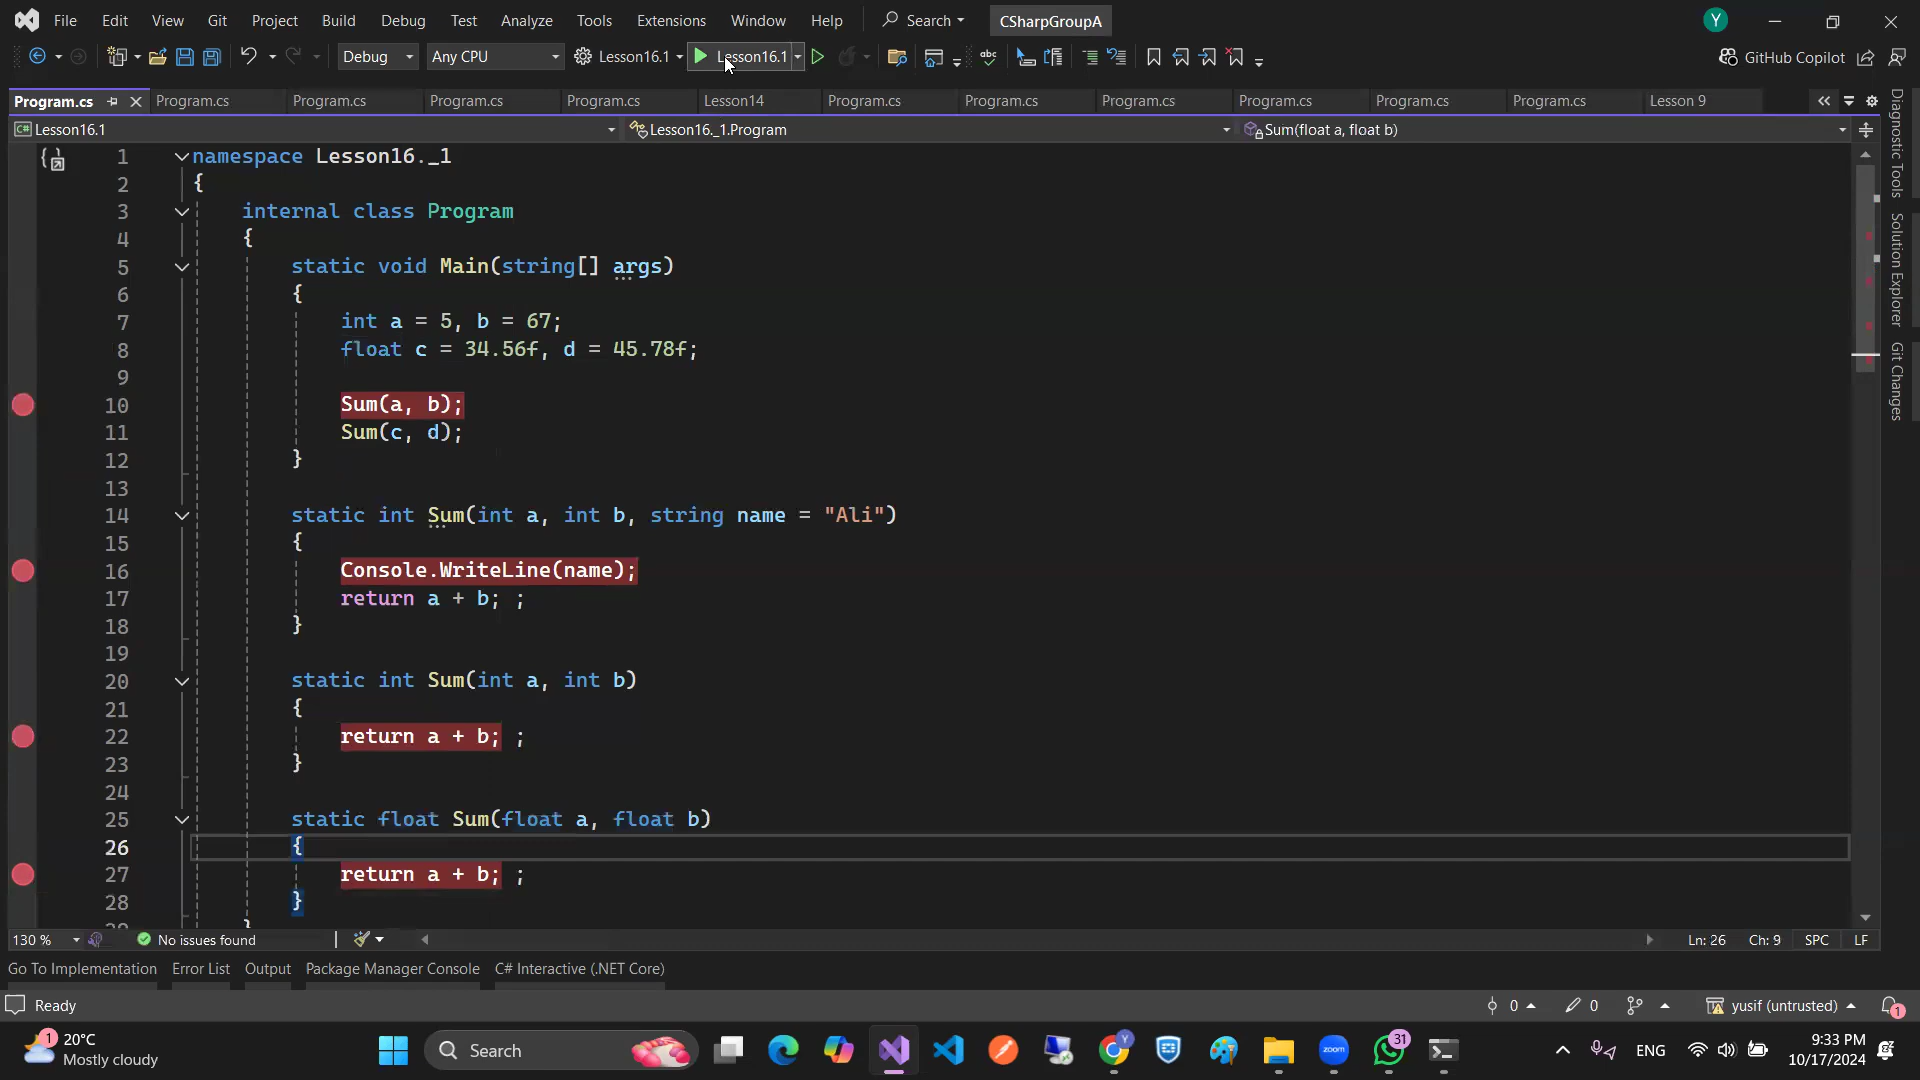 File Edit View Git Project Build Debug Test Analyze Tools Extensions Window Help Search CSharpGroupA Y
Debug Any CPU Lesson16.1 Lesson16.1 GitHub Copilot
Program.cs Program.cs Program.cs Program.cs Program.cs Lesson14 Program.cs Program.cs Program.cs Program.cs Program.cs Program.cs Lesson 9
C# Lesson16.1 Lesson16._1.Program Sum(float a, float b)
1 namespace Lesson16._1
2 {
3 internal class Program
4 {
5 static void Main(string[] args)
6 {
7 int a = 5, b = 67;
8 float c = 34.56f, d = 45.78f;
9
10 Sum(a, b);
11 Sum(c, d);
12 }
13
14 static int Sum(int a, int b, string name = "Ali")
15 {
16 Console.WriteLine(name);
17 return a + b; ;
18 }
19
20 static int Sum(int a, int b)
21 {
22 return a + b; ;
23 }
24
25 static float Sum(float a, float b)
26 {
27 return a + b; ;
28 }
Diagnostic Tools
Solution Explorer
Git Changes
130 % No issues found Ln: 26 Ch: 9 SPC LF
Go To Implementation Error List Output Package Manager Console C# Interactive (.NET Core)
Ready 0 0 yusif (untrusted) 1
1 20°C
Mostly cloudy
Search
Y
zoom
31
ENG
9:33 PM
10/17/2024